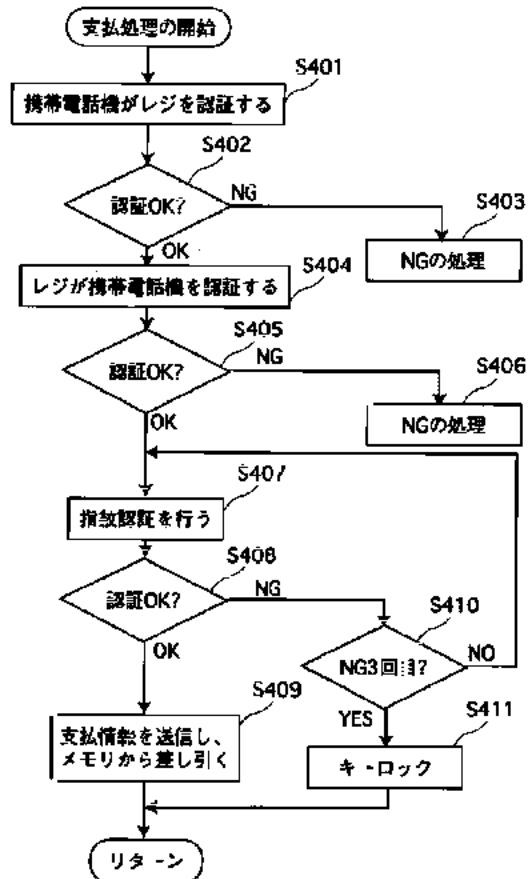 支払処理の開始
S401
携帯電話機がレジを認証する
S402
認証OK?
NG
OK
S403
NGの処理
S404
レジが携帯電話機を認証する
S405
認証OK?
NG
OK
S406
NGの処理
S407
指紋認証を行う
S408
認証OK?
NG
OK
S410
NG3回目?
NO
YES
S409
支払情報を送信し、
メモリから差し引く
S411
キーロック
リターン